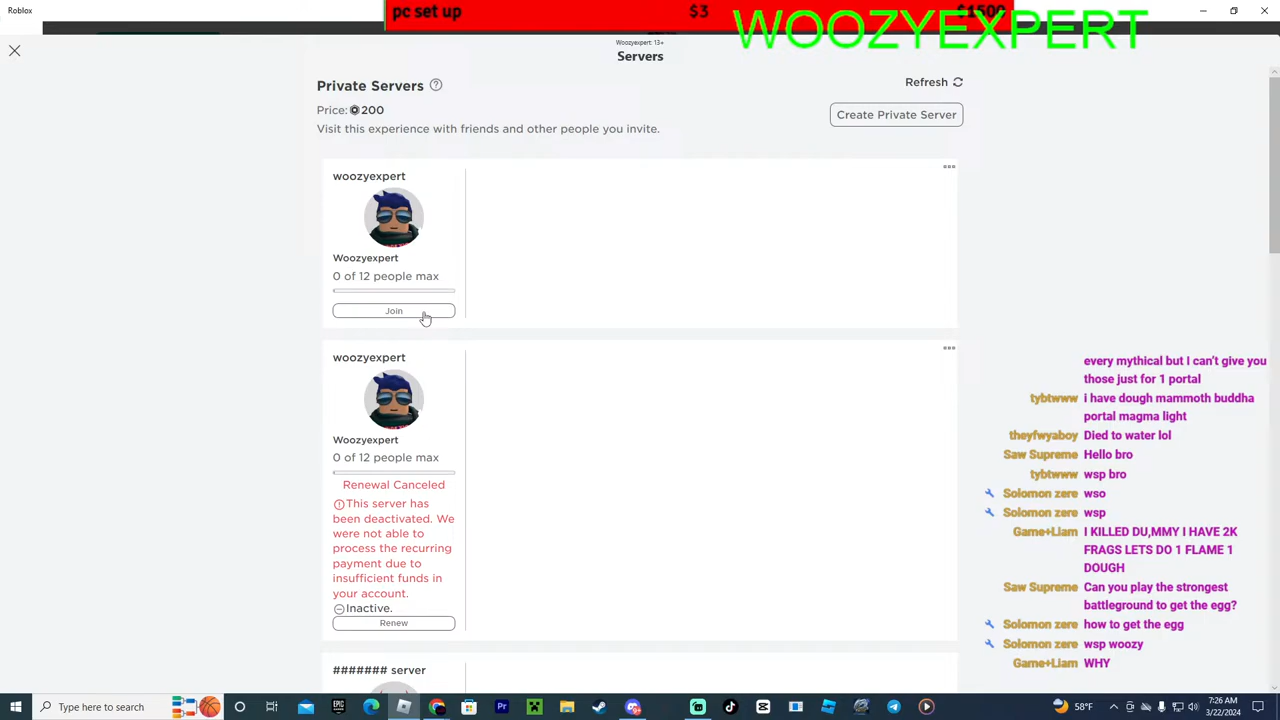 Roblox
pc set up $3 $1500
WOOZYEXPERT
Woozyexpert: 13+
Servers
Private Servers
Refresh
Price: 200
Create Private Server
Visit this experience with friends and other people you invite.
woozyexpert
Woozyexpert
0 of 12 people max
Join
woozyexpert
Woozyexpert
0 of 12 people max
Renewal Canceled
This server has
been deactivated. We
were not able to
process the recurring
payment due to
insufficient funds in
your account.
Inactive.
Renew
####### server
every mythical but I can't give you
those just for 1 portal
tybtwww i have dough mammoth buddha
portal magma light
theyfwyaboy Died to water lol
Saw Supreme Hello bro
tybtwww wsp bro
Solomon zere wso
Solomon zere wsp
Game+Liam I KILLED DU,MMY I HAVE 2K
FRAGS LETS DO 1 FLAME 1
DOUGH
Saw Supreme Can you play the strongest
battleground to get the egg?
Solomon zere how to get the egg
Solomon zere wsp woozy
Game+Liam WHY
Type here to search
EPIC
GAMES
Pr
58°F
7:26 AM
3/22/2024